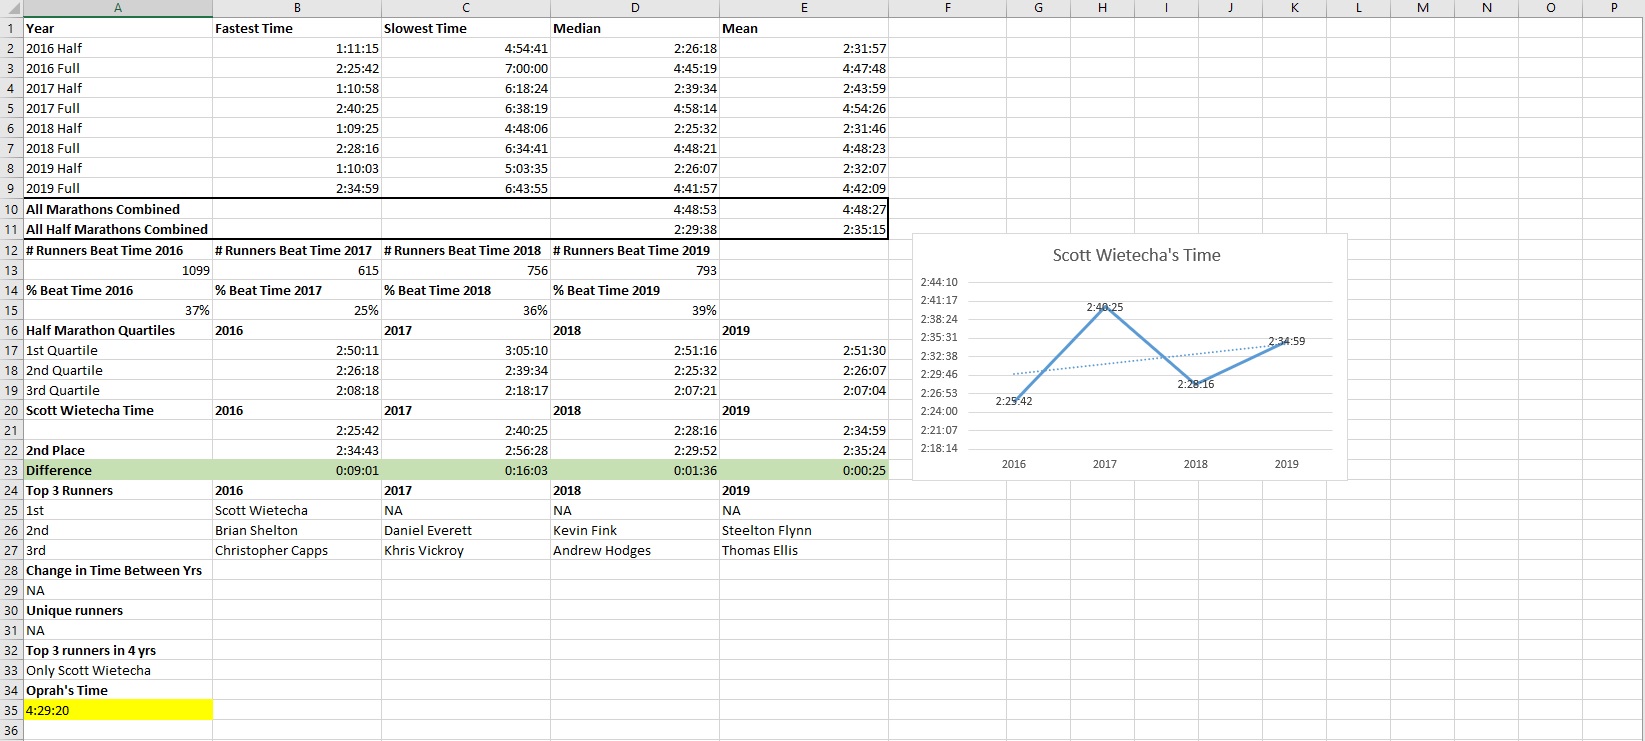 A B C D E F G H I J K L M N O P
1 Year Fastest Time Slowest Time Median Mean
2 2016 Half 1:11:15 4:54:41 2:26:18 2:31:57
3 2016 Full 2:25:42 7:00:00 4:45:19 4:47:48
4 2017 Half 1:10:58 6:18:24 2:39:34 2:43:59
5 2017 Full 2:40:25 6:38:19 4:58:14 4:54:26
6 2018 Half 1:09:25 4:48:06 2:25:32 2:31:46
7 2018 Full 2:28:16 6:34:41 4:48:21 4:48:23
8 2019 Half 1:10:03 5:03:35 2:26:07 2:32:07
9 2019 Full 2:34:59 6:43:55 4:41:57 4:42:09
10 All Marathons Combined 4:48:53 4:48:27
11 All Half Marathons Combined 2:29:38 2:35:15
12 # Runners Beat Time 2016 # Runners Beat Time 2017 # Runners Beat Time 2018 # Runners Beat Time 2019
13 1099 615 756 793
14 % Beat Time 2016 % Beat Time 2017 % Beat Time 2018 % Beat Time 2019
15 37% 25% 36% 39%
16 Half Marathon Quartiles 2016 2017 2018 2019
17 1st Quartile 2:50:11 3:05:10 2:51:16 2:51:30
18 2nd Quartile 2:26:18 2:39:34 2:25:32 2:26:07
19 3rd Quartile 2:08:18 2:18:17 2:07:21 2:07:04
20 Scott Wietecha Time 2016 2017 2018 2019
21 2:25:42 2:40:25 2:28:16 2:34:59
22 2nd Place 2:34:43 2:56:28 2:29:52 2:35:24
23 Difference 0:09:01 0:16:03 0:01:36 0:00:25
24 Top 3 Runners 2016 2017 2018 2019
25 1st Scott Wietecha NA NA NA
26 2nd Brian Shelton Daniel Everett Kevin Fink Steelton Flynn
27 3rd Christopher Capps Khris Vickroy Andrew Hodges Thomas Ellis
28 Change in Time Between Yrs
29 NA
30 Unique runners
31 NA
32 Top 3 runners in 4 yrs
33 Only Scott Wietecha
34 Oprah's Time
35 4:29:20
36
Scott Wietecha's Time
2:44:10
2:41:17
2:40:25
2:38:24
2:35:31
2:34:59
2:32:38
2:29:46
2:28:16
2:26:53
2:25:42
2:24:00
2:21:07
2:18:14
2016 2017 2018 2019